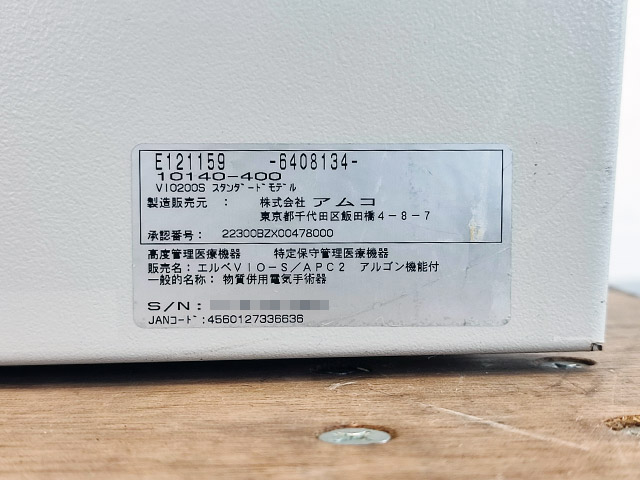 E121159 -6408134-
10140-400
VIO200S スタンダードモデル
製造販売元 : 株式会社 アムコ
東京都千代田区飯田橋4-8-7
承認番号: 22300BZX00478000
高度管理医療機器 特定保守管理医療機器
販売名:エルベVIO-S/APC2 アルゴン機能付
一般的名称: 物質併用電気手術器
S/N:
JANコード:4560127336636